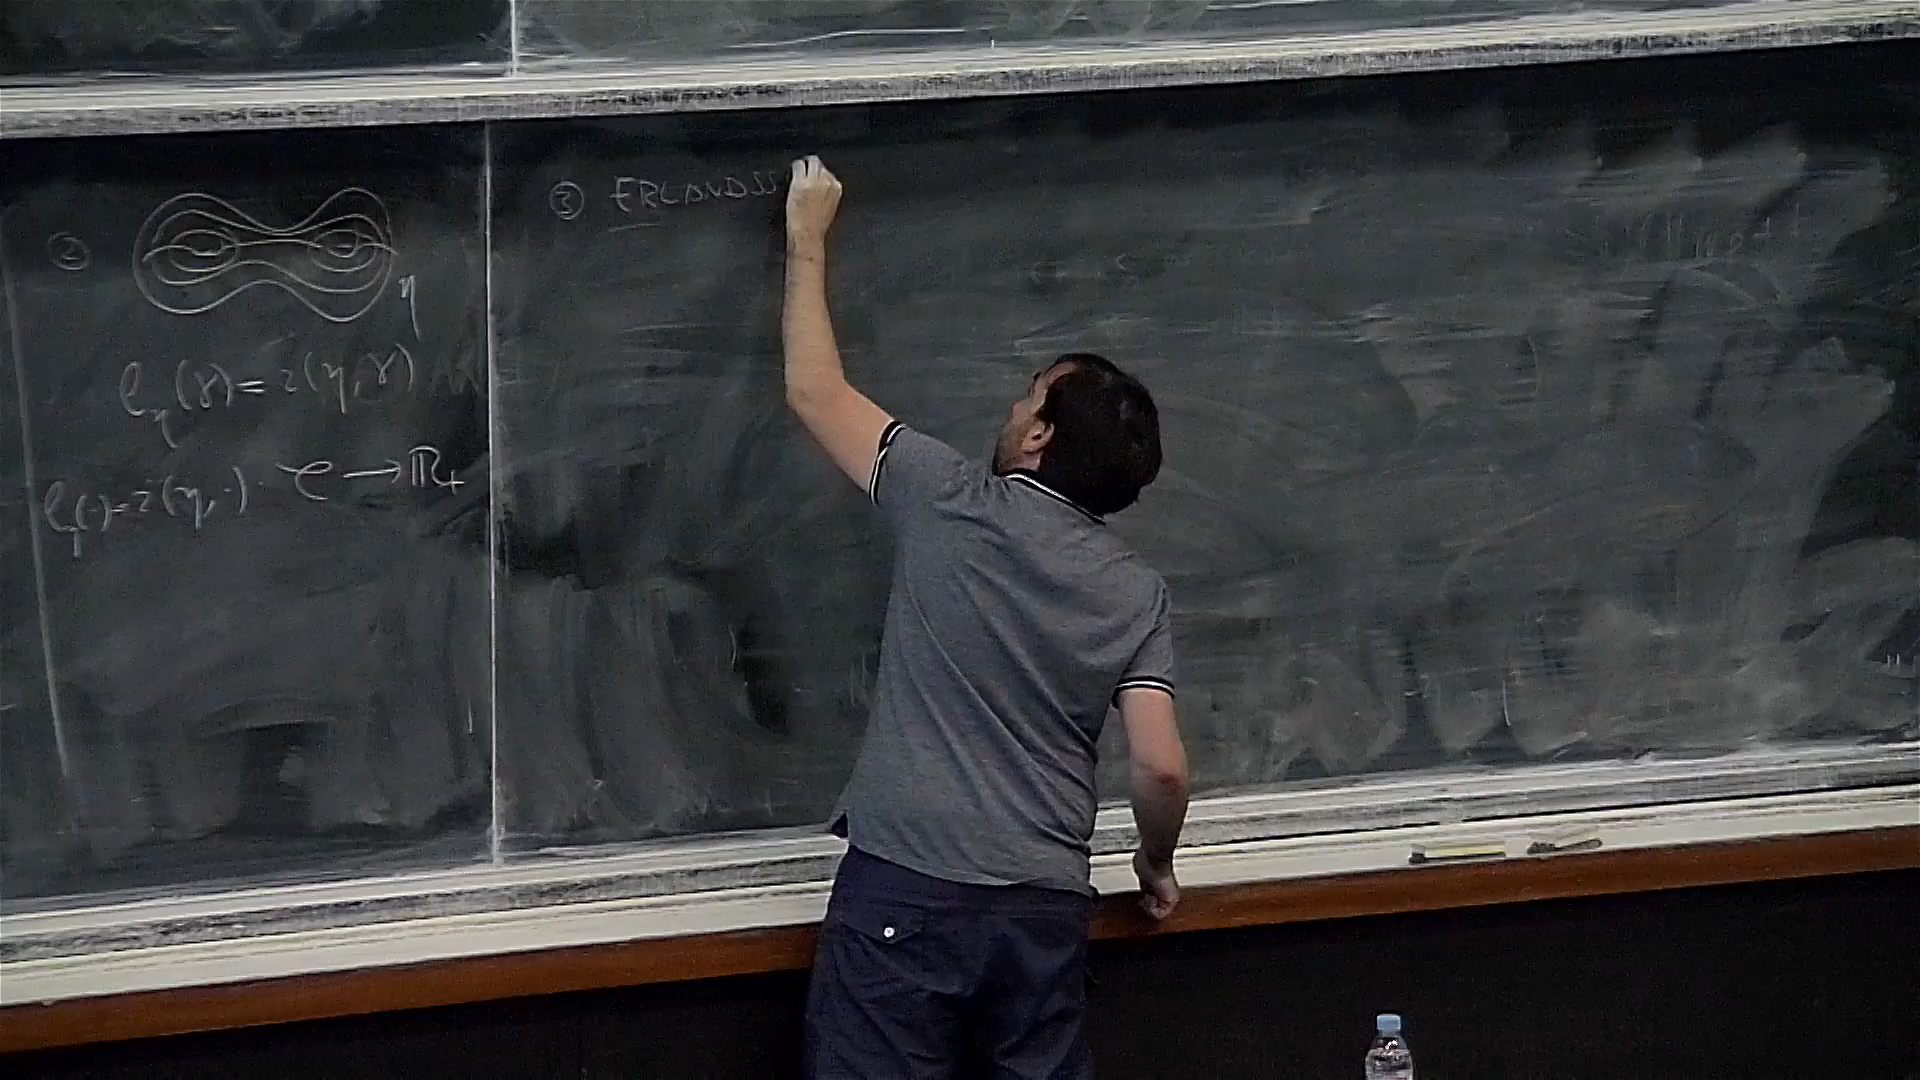 ②
η
ℓ_η(γ)=i(η,γ)
ℓ_η(·)=i(η,·): C → ℝ₊
③ ERLANDSS